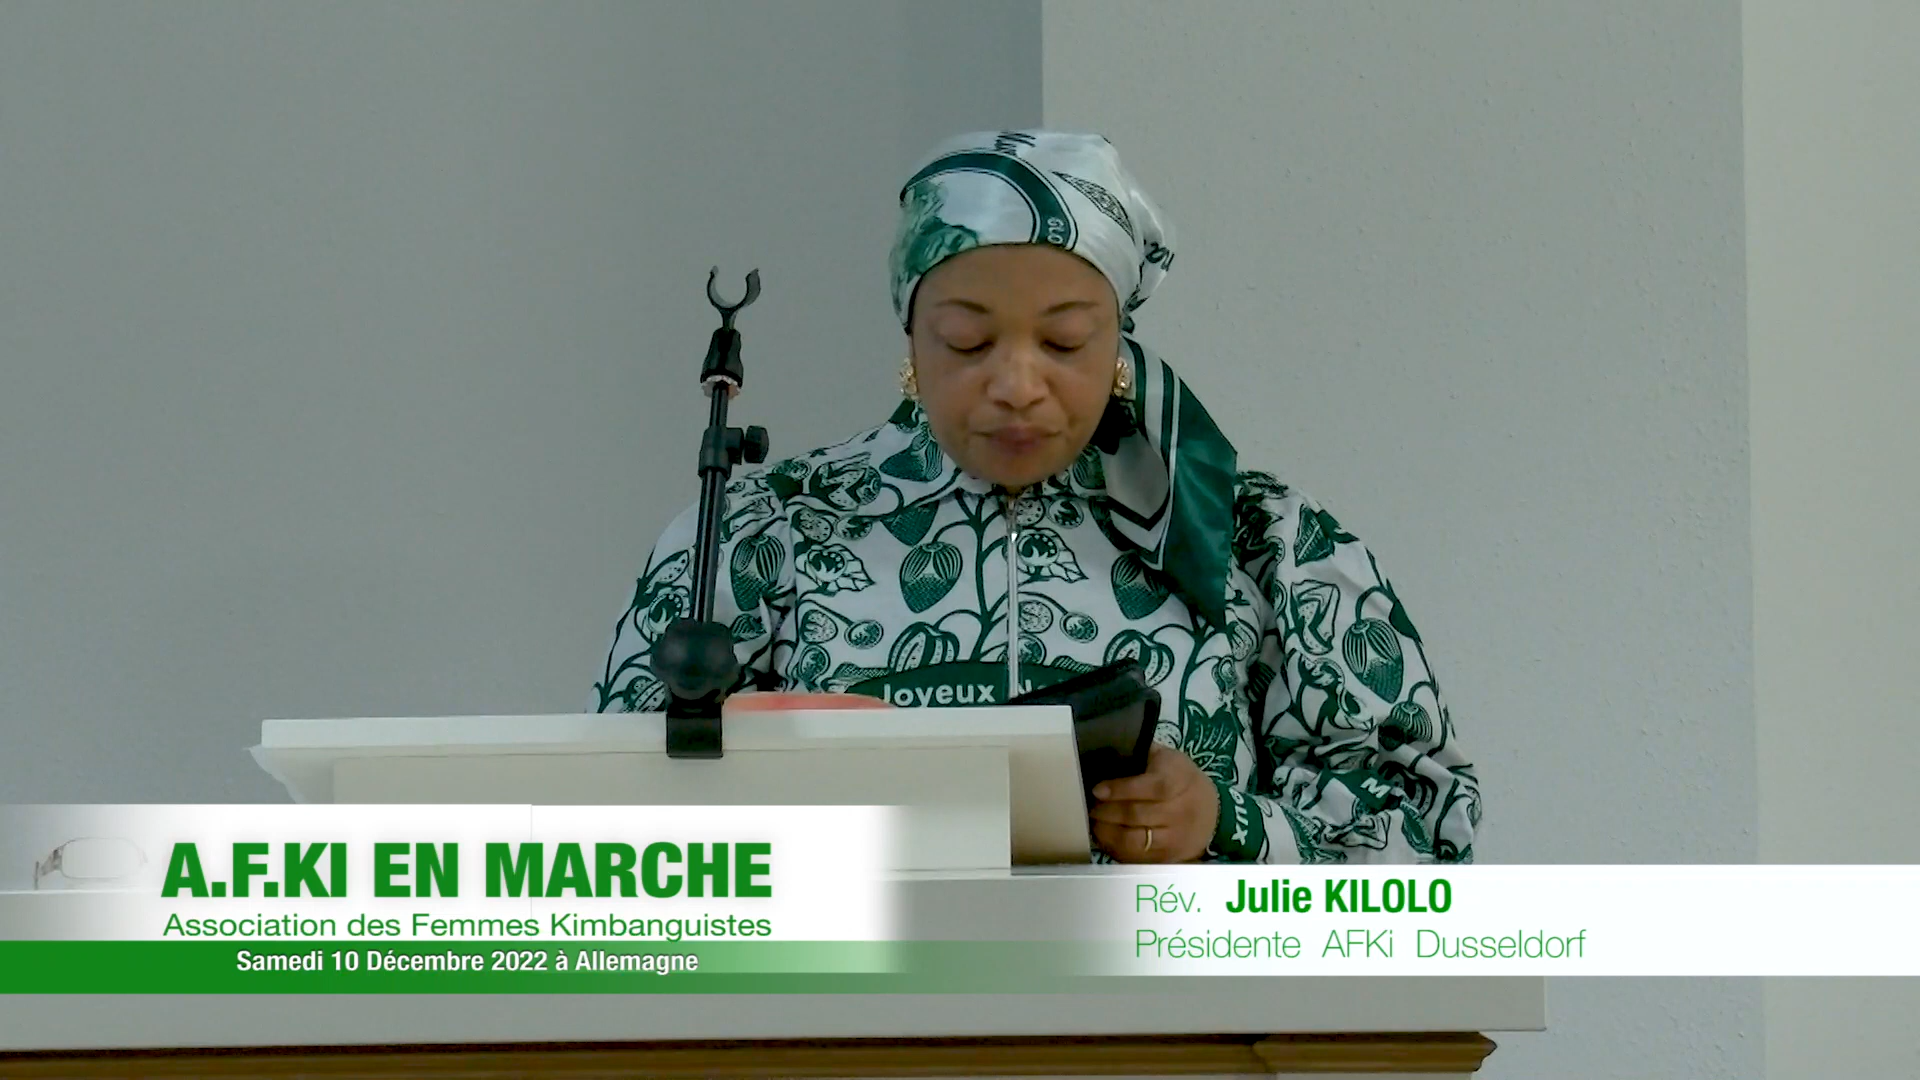 Joyeux
M
A.F.KI EN MARCHE
Association des Femmes Kimbanguistes
Samedi 10 Décembre 2022 à Allemagne
Rév. Julie KILOLO
Présidente AFKi Dusseldorf